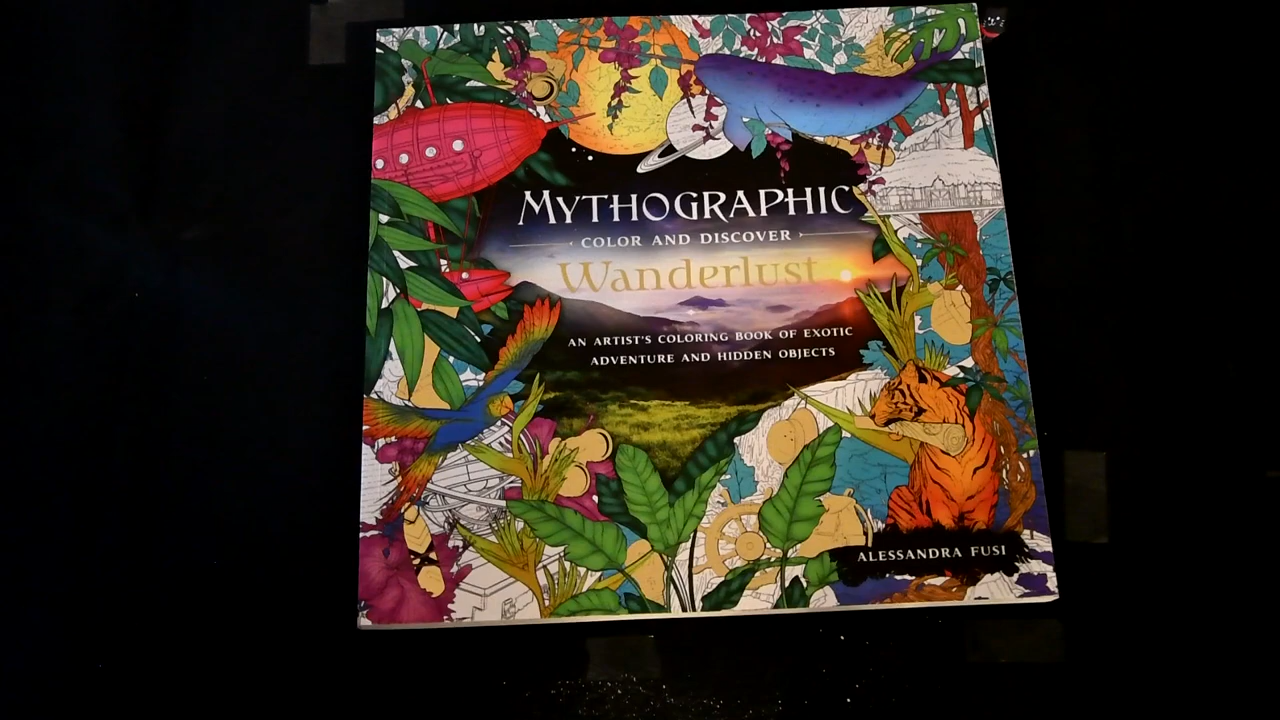 MYTHOGRAPHIC
COLOR AND DISCOVER
Wanderlust
AN ARTIST'S COLORING BOOK OF EXOTIC
ADVENTURE AND HIDDEN OBJECTS
ALESSANDRA FUSI